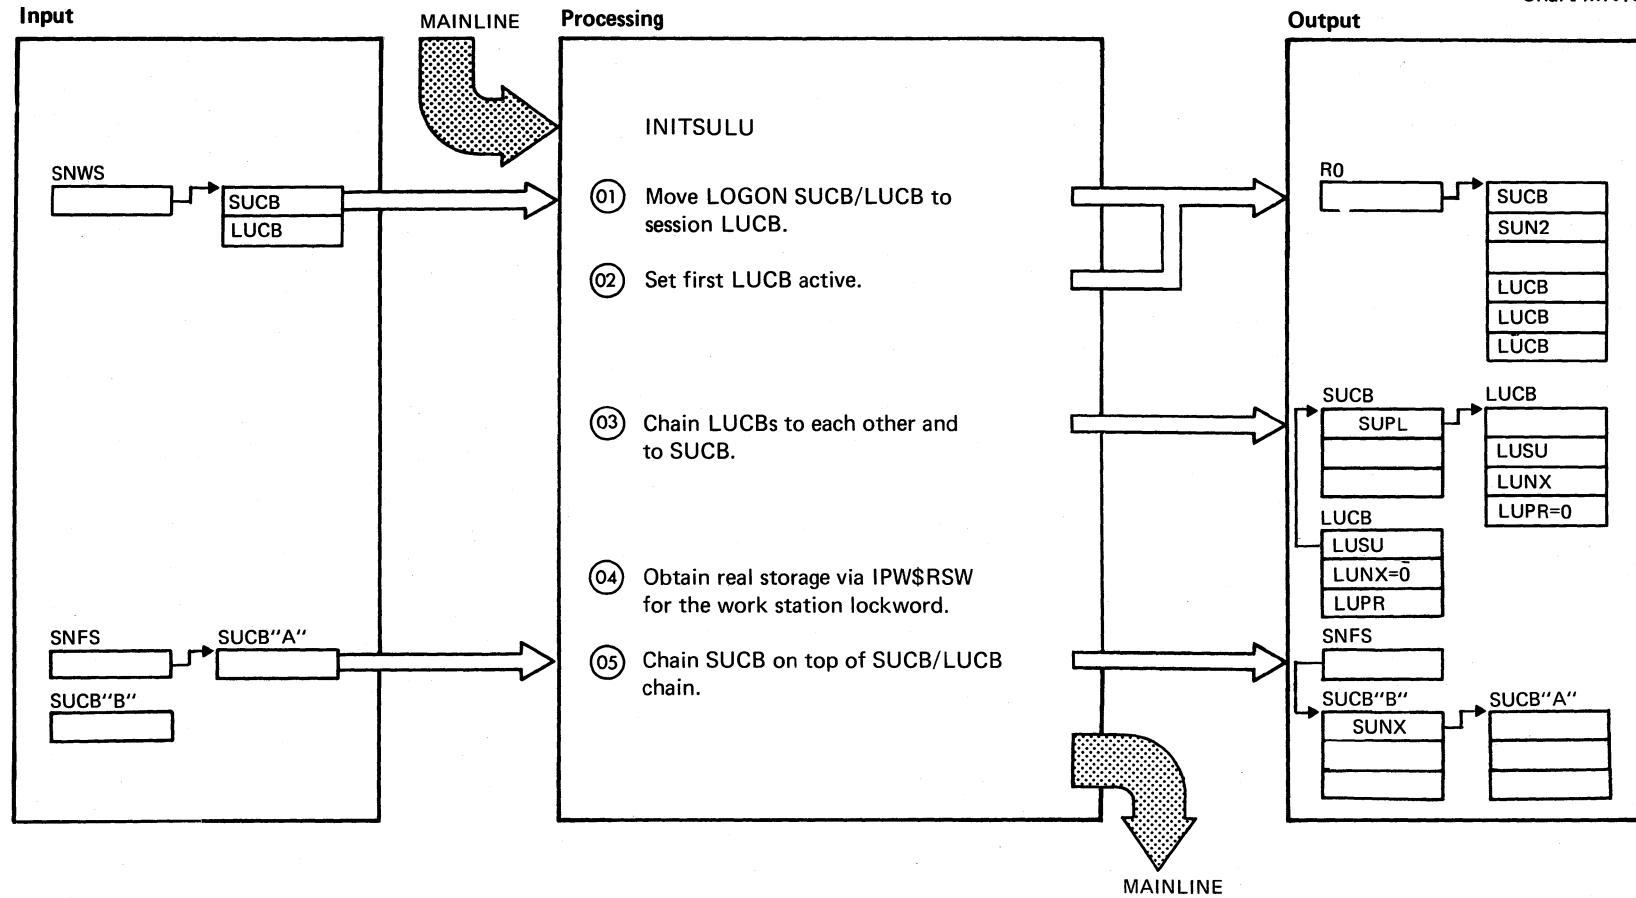 Input
MAINLINE
Processing
Output
INITSULU
SNWS
SUCB
LUCB
01 Move LOGON SUCB/LUCB to
session LUCB.
02 Set first LUCB active.
R0
SUCB
SUN2
LUCB
LUCB
LUCB
03 Chain LUCBs to each other and
to SUCB.
SUCB
SUPL
LUCB
LUSU
LUNX
LUPR=0
LUCB
LUSU
LUNX=0
LUPR
04 Obtain real storage via IPW$RSW
for the work station lockword.
SNFS
SUCB"A"
SUCB"B"
05 Chain SUCB on top of SUCB/LUCB
chain.
SNFS
SUCB"B"
SUNX
SUCB"A"
MAINLINE